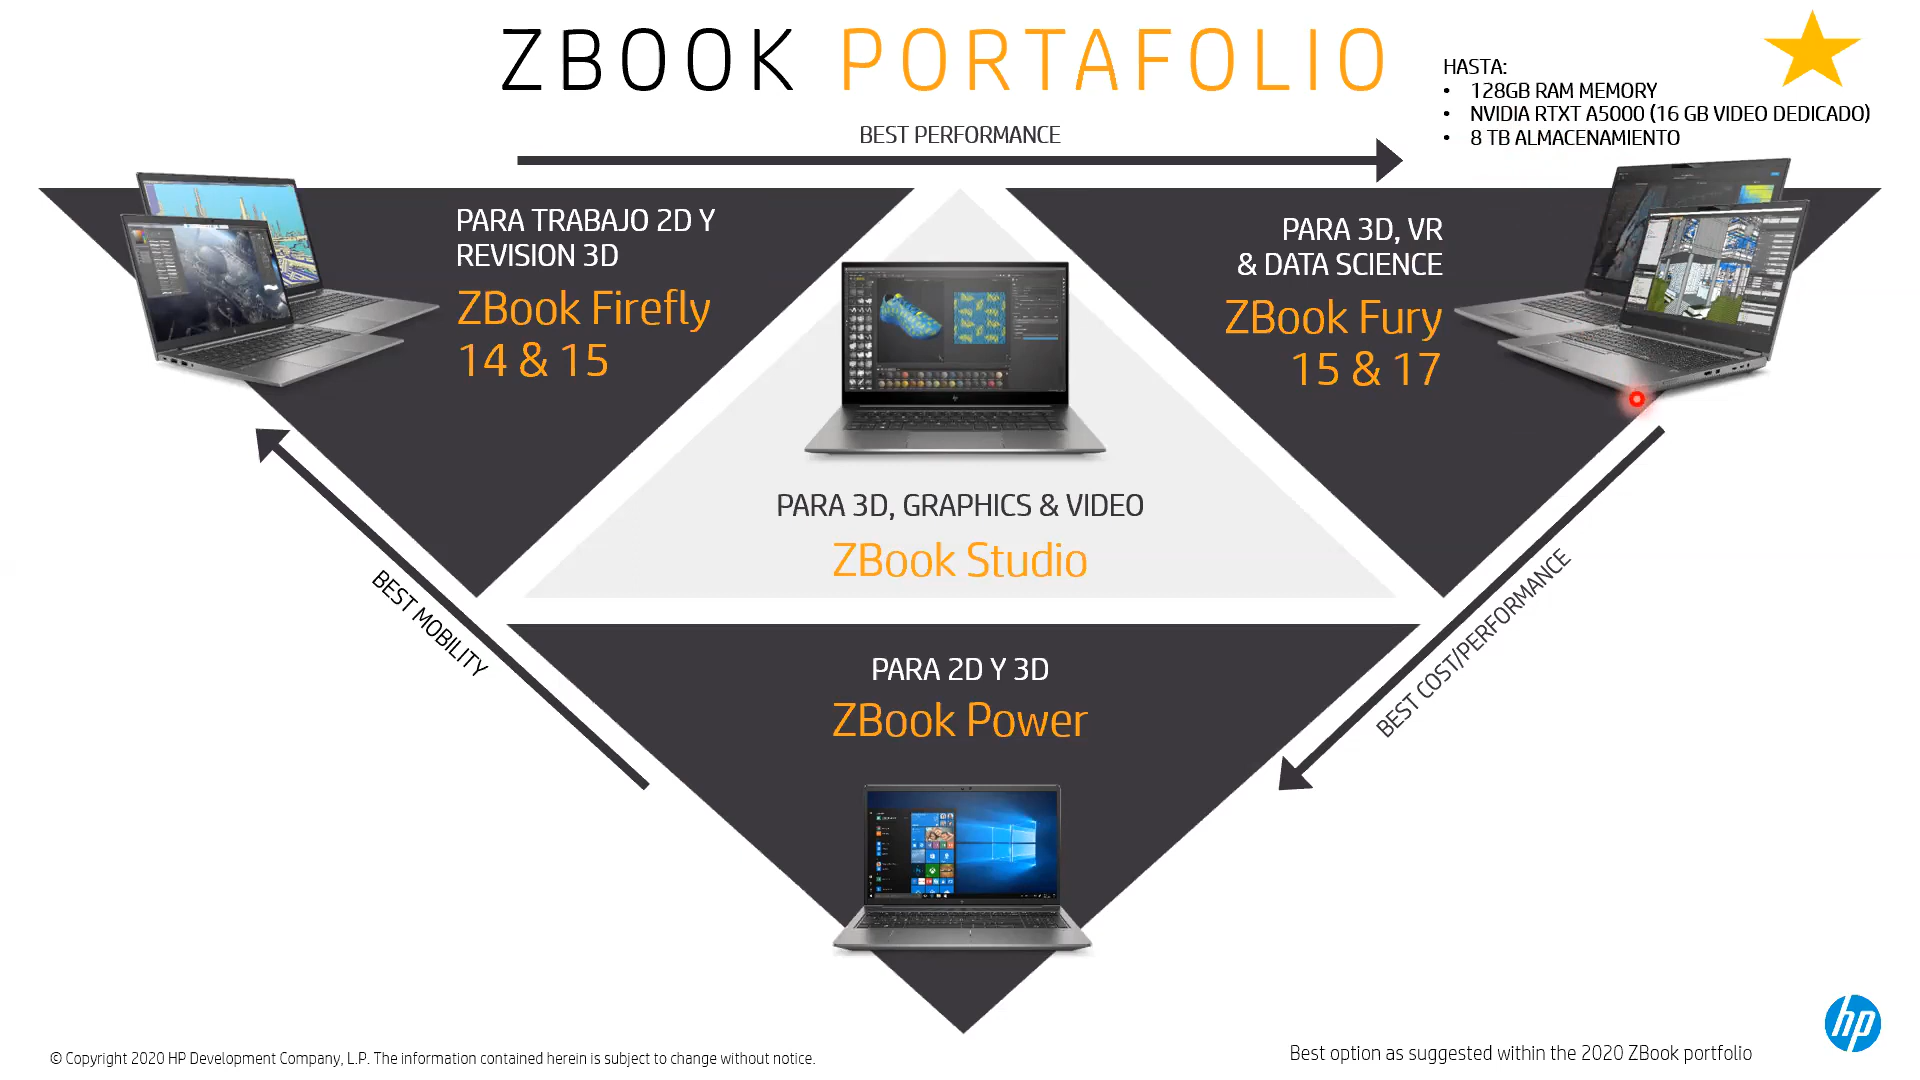 ZBOOK PORTAFOLIO
HASTA:
• 128GB RAM MEMORY
• NVIDIA RTXT A5000 (16 GB VIDEO DEDICADO)
• 8 TB ALMACENAMIENTO
BEST PERFORMANCE
PARA TRABAJO 2D Y
REVISION 3D
ZBook Firefly
14 & 15
PARA 3D, VR
& DATA SCIENCE
ZBook Fury
15 & 17
PARA 3D, GRAPHICS & VIDEO
ZBook Studio
BEST MOBILITY
BEST COST/PERFORMANCE
PARA 2D Y 3D
ZBook Power
hp
© Copyright 2020 HP Development Company, L.P. The information contained herein is subject to change without notice.
Best option as suggested within the 2020 ZBook portfolio